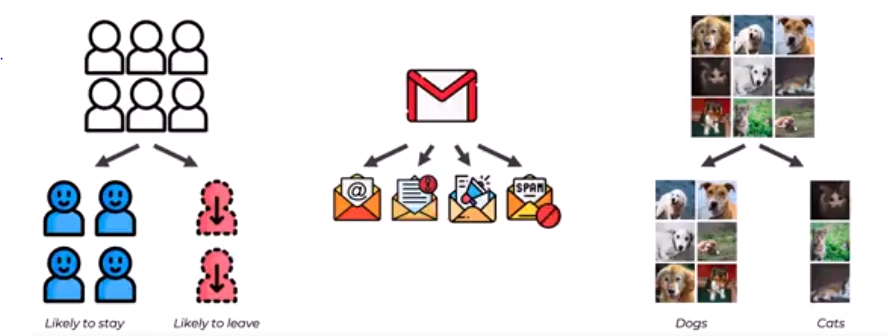 @
SPAM
Likely to stay
Likely to leave
Dogs
Cats